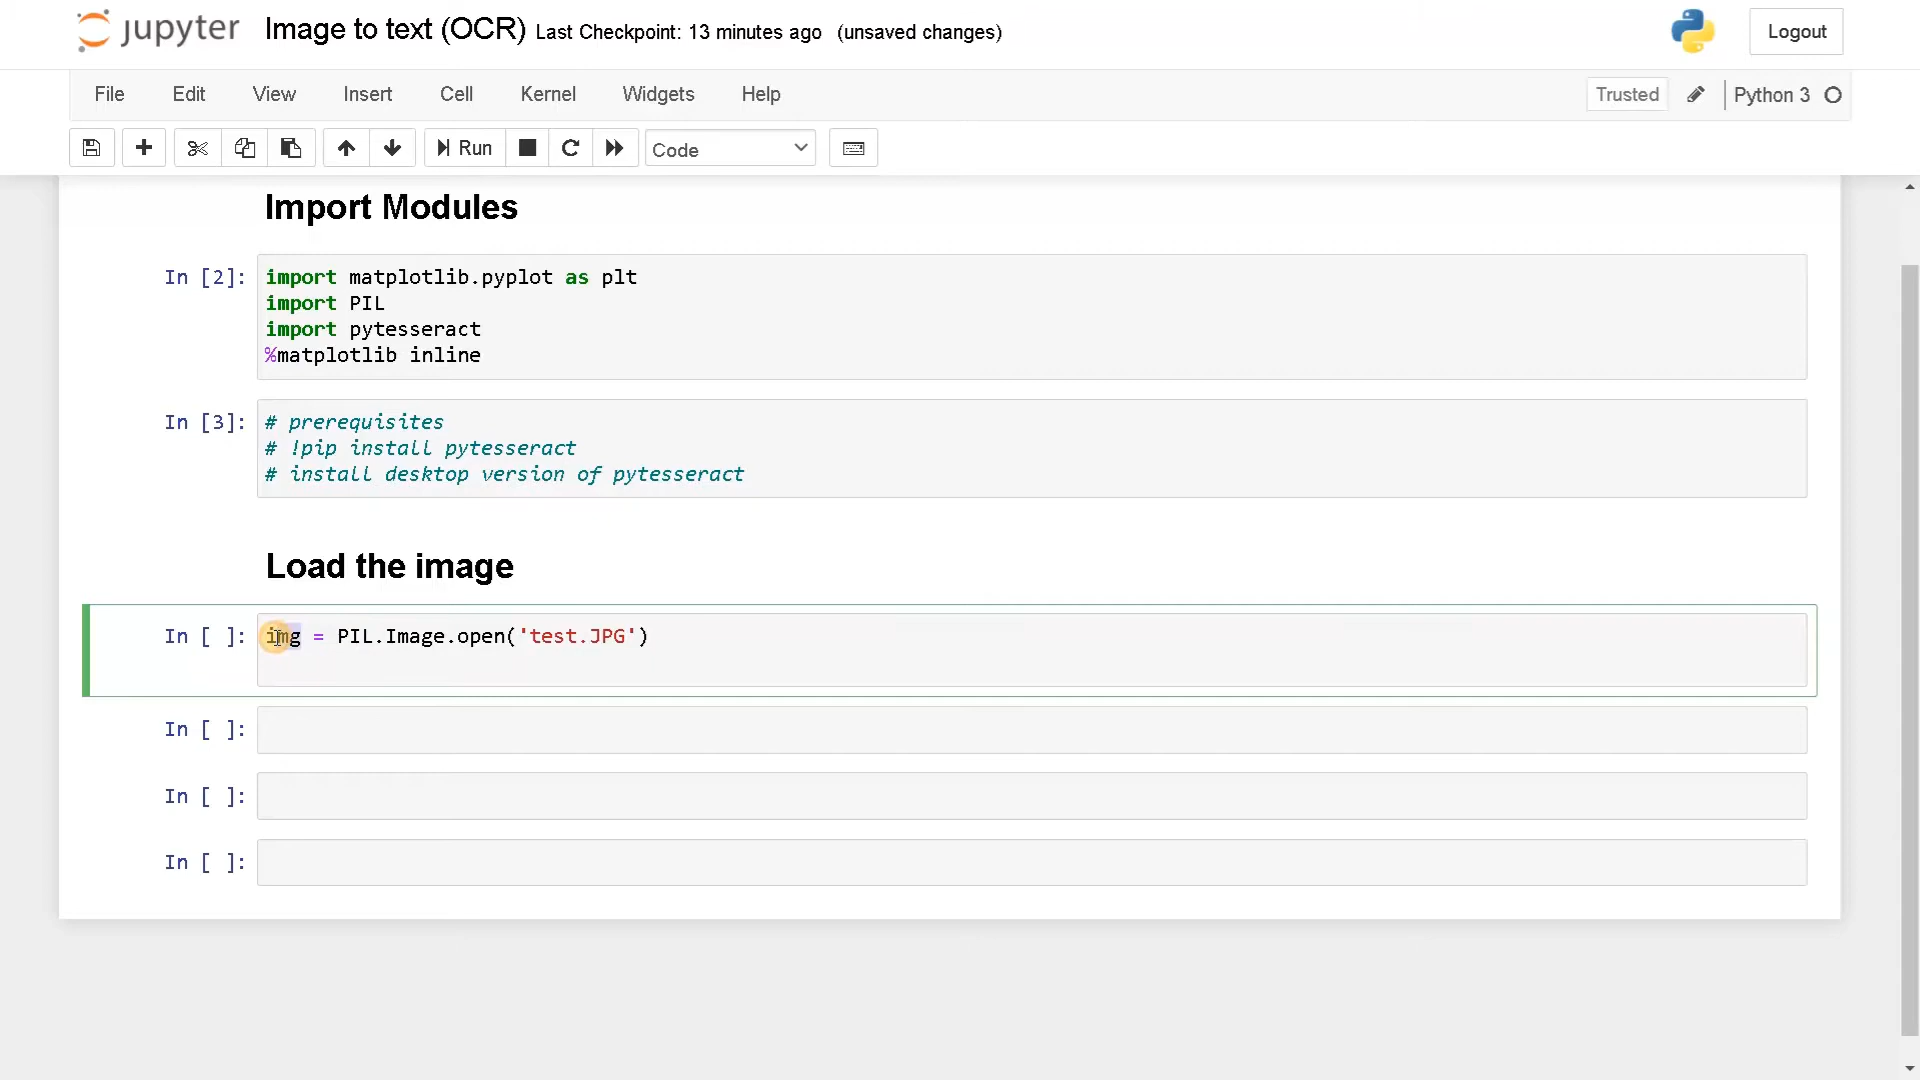 jupyter Image to text (OCR) Last Checkpoint: 13 minutes ago (unsaved changes) Logout
File Edit View Insert Cell Kernel Widgets Help Trusted Python 3
Run Code
Import Modules
In [2]: import matplotlib.pyplot as plt
import PIL
import pytesseract
%matplotlib inline
In [3]: # prerequisites
# !pip install pytesseract
# install desktop version of pytesseract
Load the image
In [ ]: img = PIL.Image.open('test.JPG')
In [ ]:
In [ ]:
In [ ]: